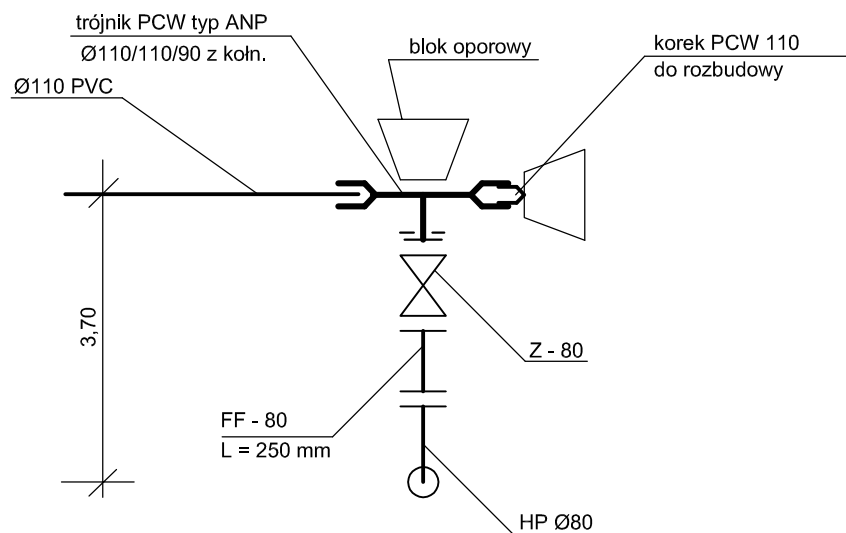 trójnik PCW typ ANP
Ø110/110/90 z kołn.
blok oporowy
korek PCW 110
do rozbudowy
Ø110 PVC
3,70
Z - 80
FF - 80
L = 250 mm
HP Ø80